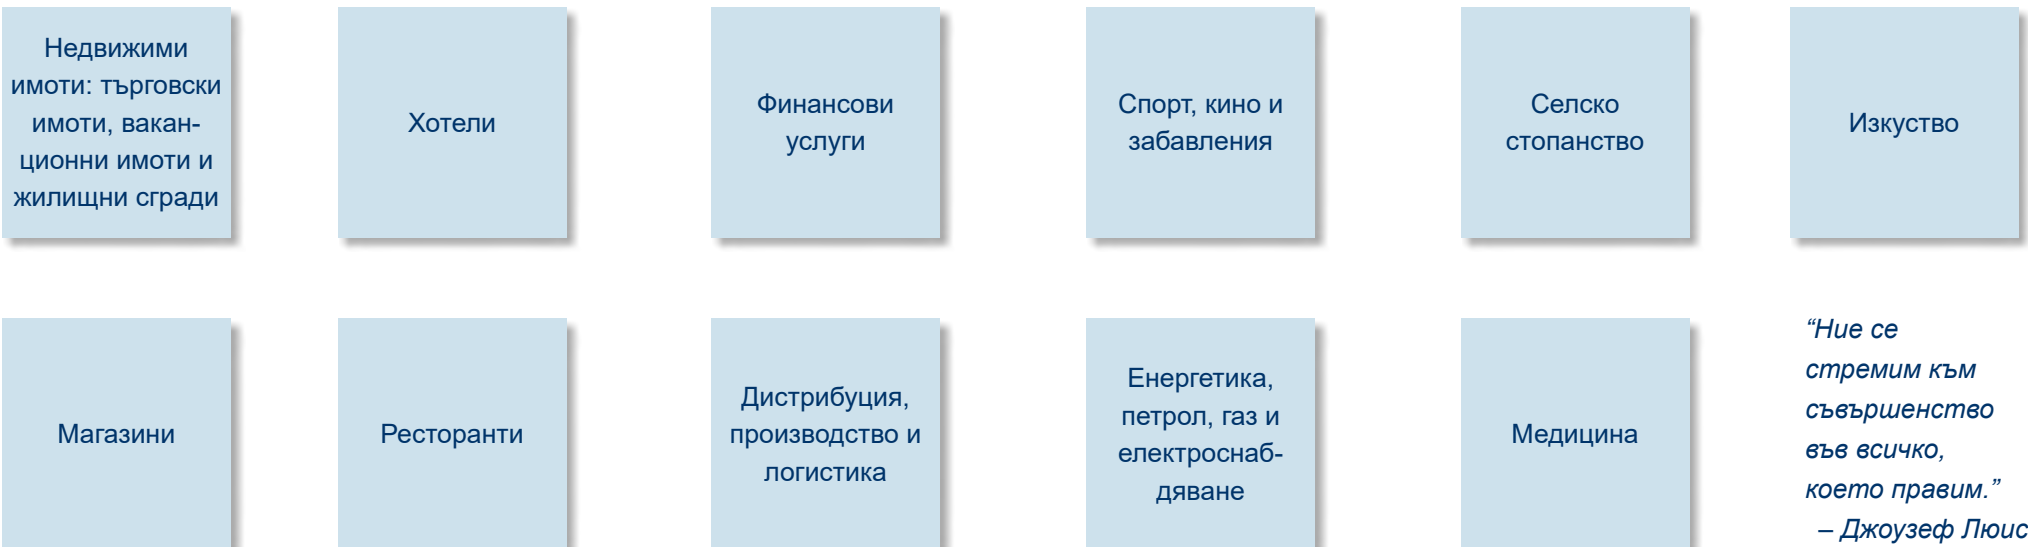 Недвижими
имоти: търговски
имоти, вакан-
ционни имоти и
жилищни сгради
Хотели
Финансови
услуги
Спорт, кино и
забавления
Селско
стопанство
Изкуство
Магазини
Ресторанти
Дистрибуция,
производство и
логистика
Енергетика,
петрол, газ и
електроснаб-
дяване
Медицина
“Ние се
стремим към
съвършенство
във всичко,
което правим.”
– Джоузеф Люис